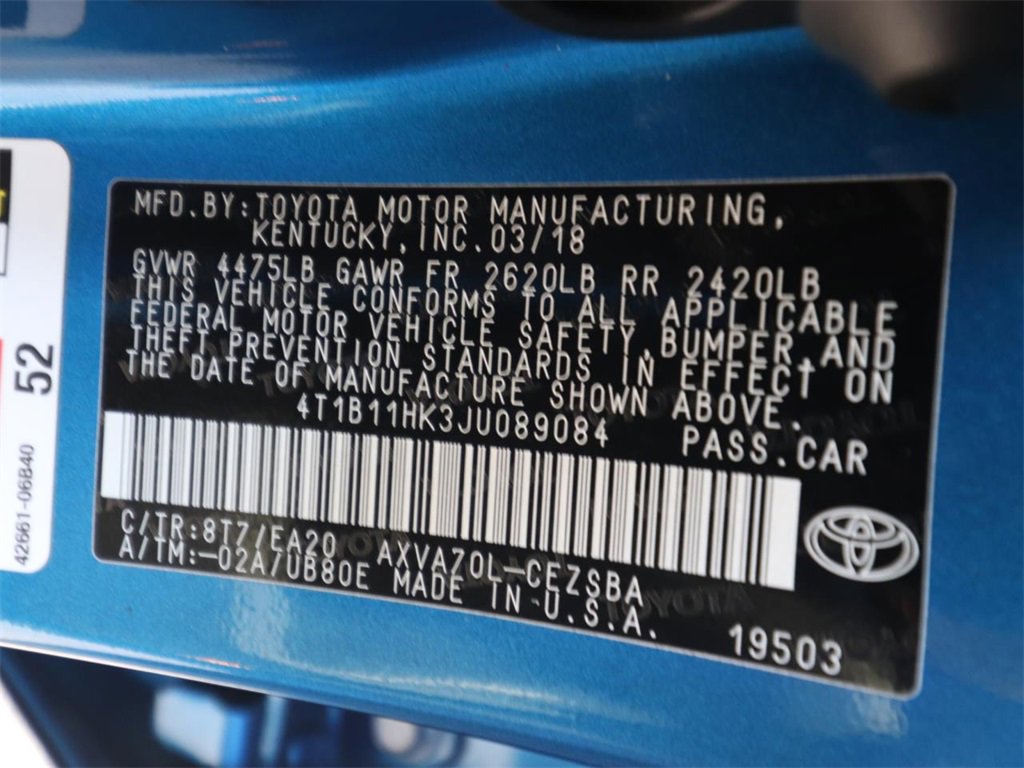 MFD.BY:TOYOTA MOTOR MANUFACTURING,
KENTUCKY,INC.03/18
GVWR 4475LB GAWR FR 2620LB RR 2420LB
THIS VEHICLE CONFORMS TO ALL APPLICABLE
FEDERAL MOTOR VEHICLE SAFETY,BUMPER,AND
THEFT PREVENTION STANDARDS IN EFFECT ON
THE DATE OF MANUFACTURE SHOWN ABOVE.
4T1B11HK3JU089084 PASS.CAR
C/TR:8T7/EA20 AXVA70L-CEZSBA
A/TM:-02A/UB80E MADE IN U.S.A.
19503
52
42661-06B40